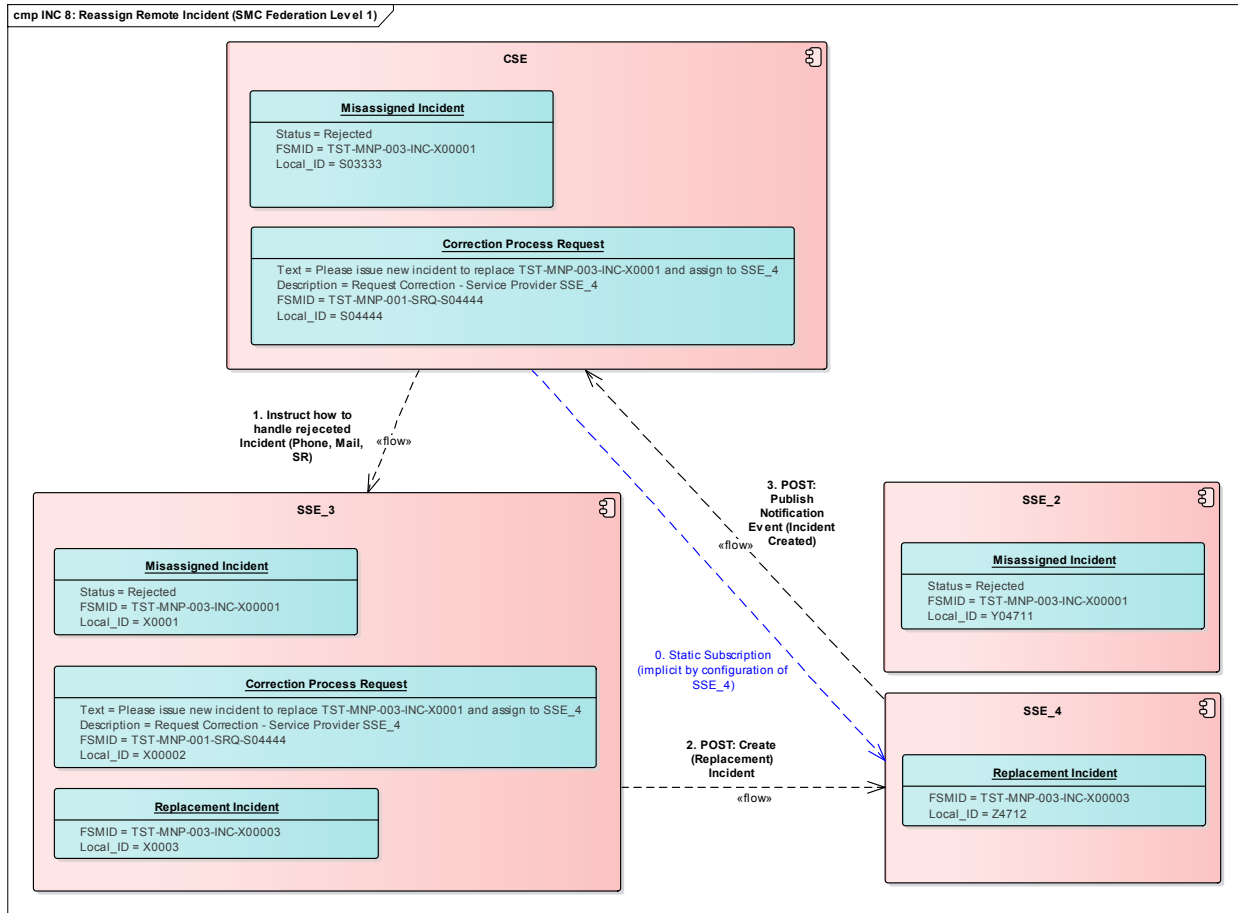 cmp INC 8: Reassign Remote Incident (SMC Federation Level 1)
CSE
Misassigned Incident
Status = Rejected
FSMID = TST-MNP-003-INC-X00001
Local_ID = S03333
Correction Process Request
Text = Please issue new incident to replace TST-MNP-003-INC-X0001 and assign to SSE_4
Description = Request Correction - Service Provider SSE_4
FSMID = TST-MNP-001-SRQ-S04444
Local_ID = S04444
1. Instruct how to
handle rejeceted
Incident (Phone, Mail,
SR)
«flow»
3. POST:
Publish
Notification
Event (Incident
Created)
«flow»
0. Static Subscription
(implicit by configuration of
SSE_4)
SSE_3
Misassigned Incident
Status = Rejected
FSMID = TST-MNP-003-INC-X00001
Local_ID = X0001
Correction Process Request
Text = Please issue new incident to replace TST-MNP-003-INC-X0001 and assign to SSE_4
Description = Request Correction - Service Provider SSE_4
FSMID = TST-MNP-001-SRQ-S04444
Local_ID = X00002
Replacement Incident
FSMID = TST-MNP-003-INC-X00003
Local_ID = X0003
2. POST: Create
(Replacement)
Incident
«flow»
SSE_2
Misassigned Incident
Status = Rejected
FSMID = TST-MNP-003-INC-X00001
Local_ID = Y04711
SSE_4
Replacement Incident
FSMID = TST-MNP-003-INC-X00003
Local_ID = Z4712